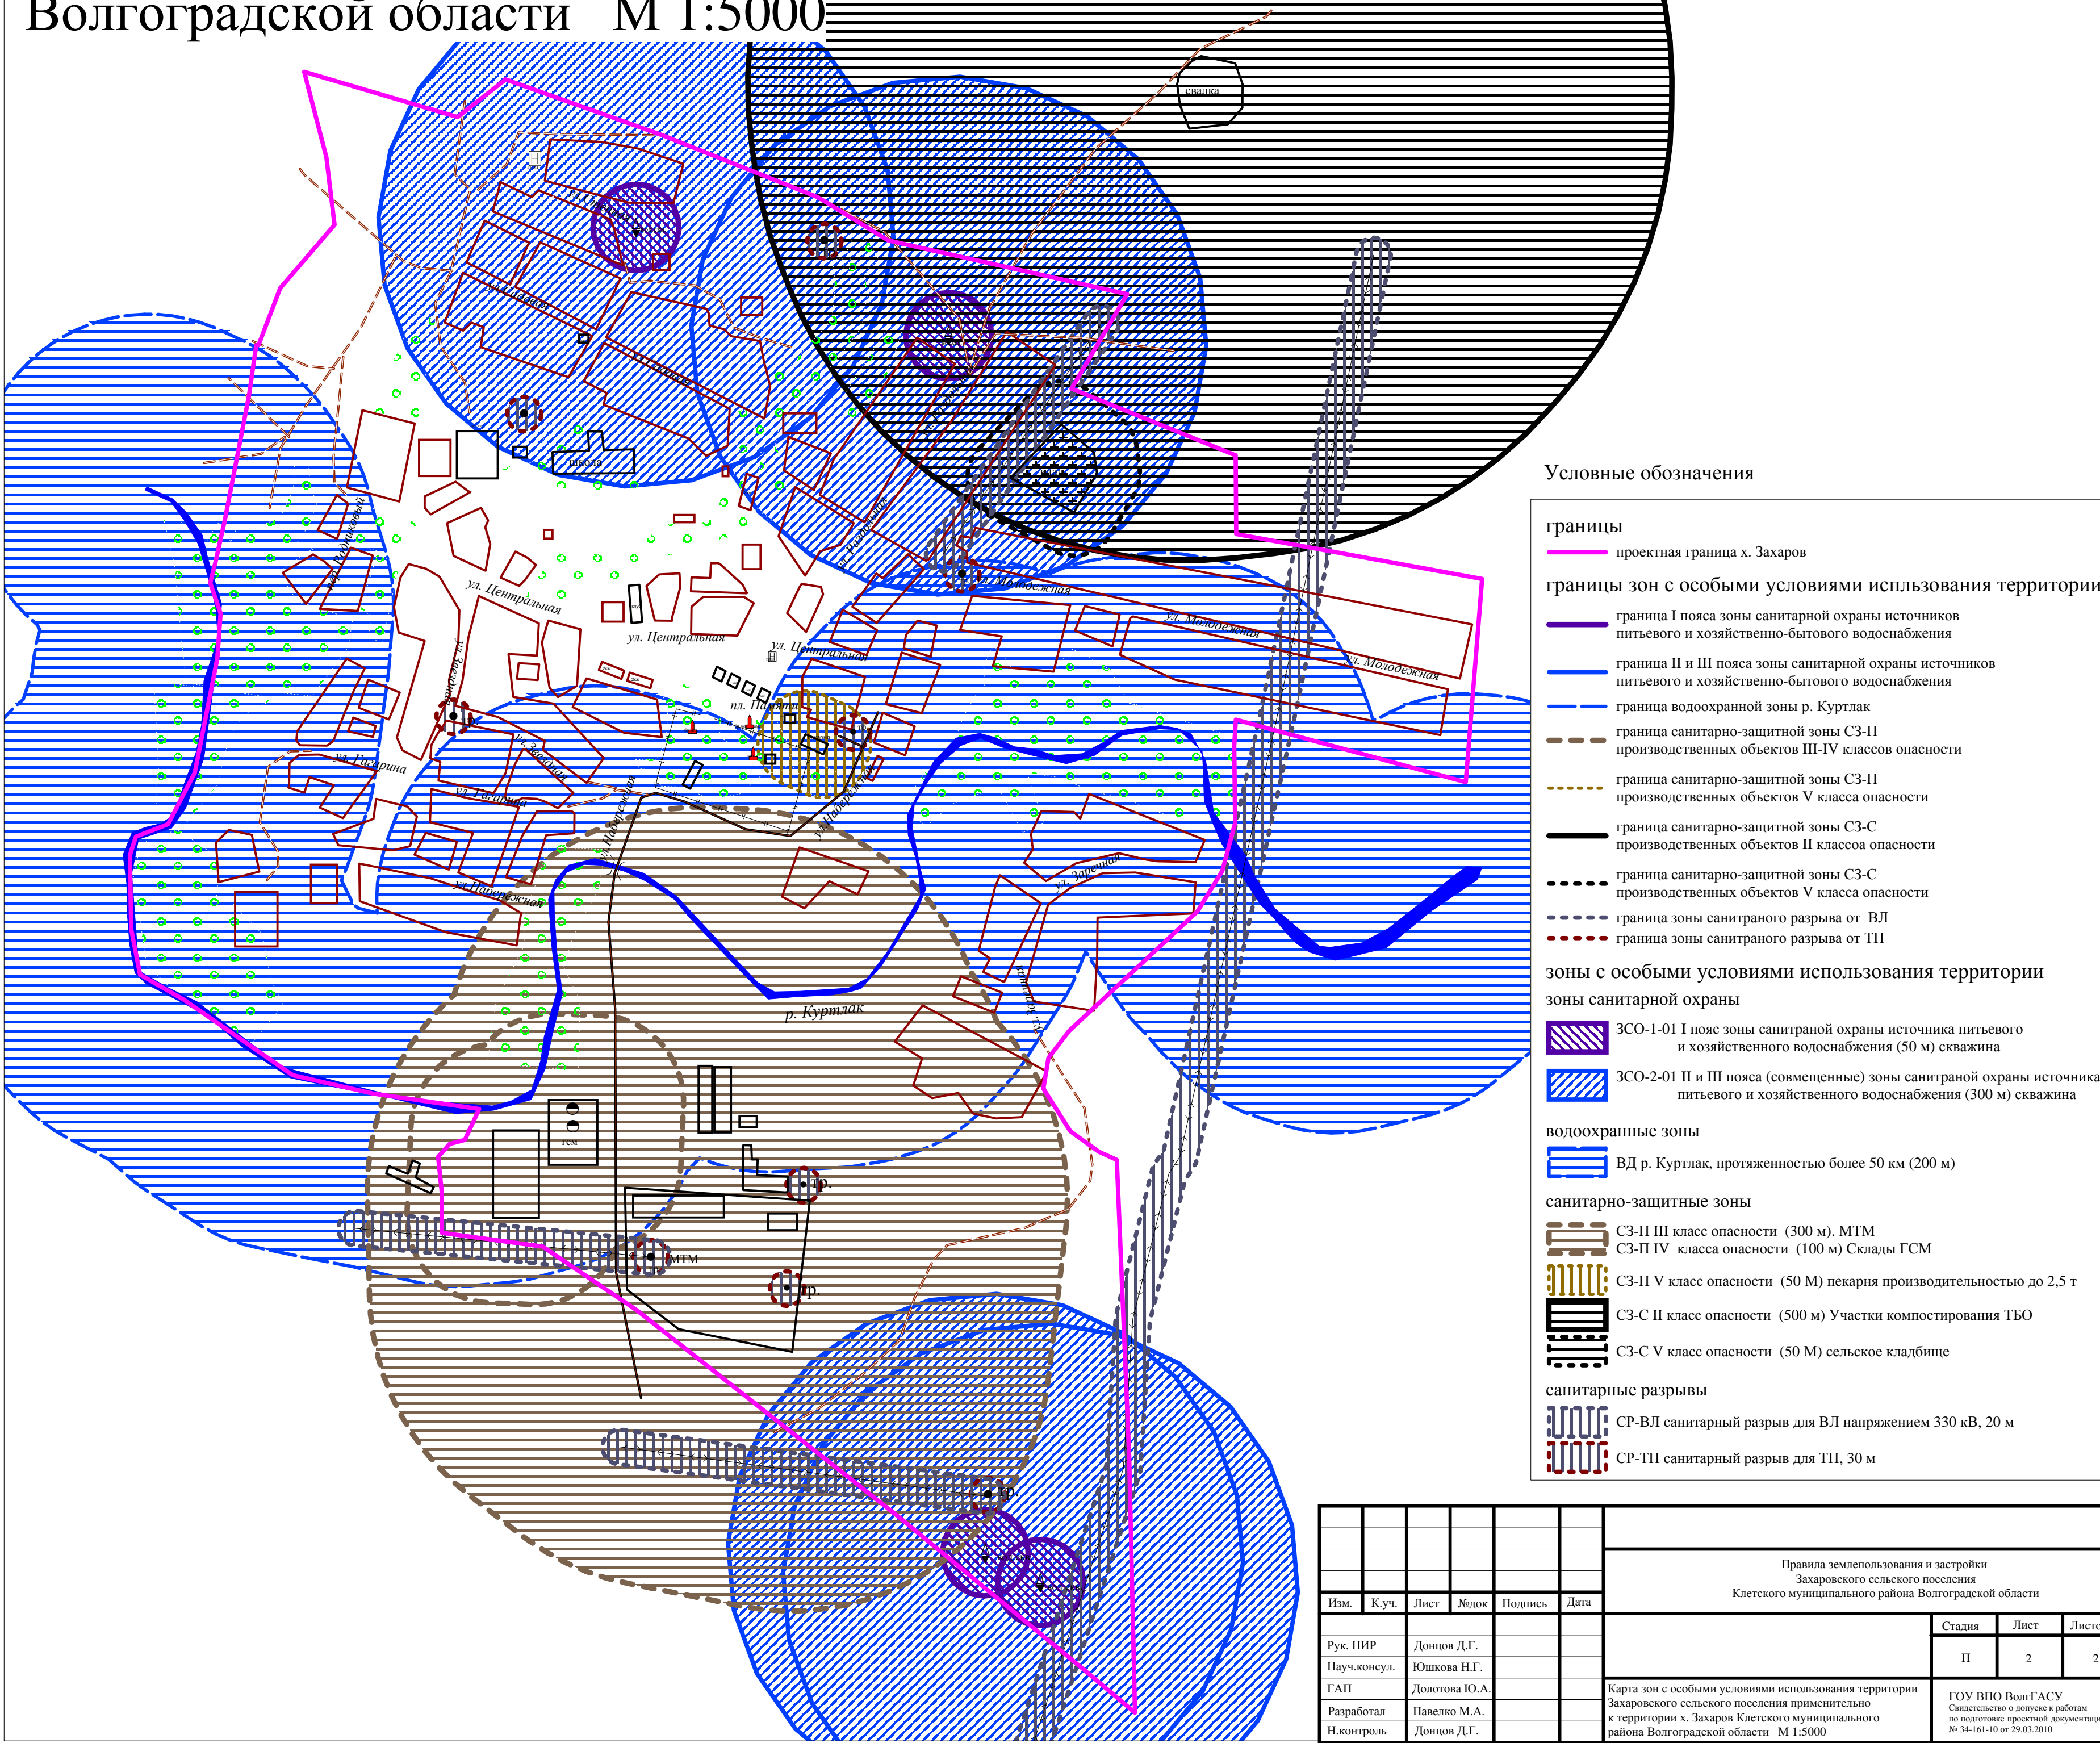 Волгоградской области М 1:5000
свалка
школа
ул. Центральная
ул. Центральная
ул. Центральная
ул. Молодежная
ул. Молодежная
ул. Молодежная
пл. Памяти
ул. Звездная
ул. Звездная
тр.
ул. Гагарина
ул. Гагарина
ул.Набережная
ул.Набережная
ул. Заречная
ул. Заречная
р. Куртлак
гсм
тр.
МТМ
тр.
тр.
Условные обозначения
границы
проектная граница х. Захаров
границы зон с особыми условиями испльзования территории
граница I пояса зоны санитарной охраны источников
питьевого и хозяйственно-бытового водоснабжения
граница II и III пояса зоны санитарной охраны источников
питьевого и хозяйственно-бытового водоснабжения
граница водоохранной зоны р. Куртлак
граница санитарно-защитной зоны СЗ-П
производственных объектов III-IV классов опасности
граница санитарно-защитной зоны СЗ-П
производственных объектов V класса опасности
граница санитарно-защитной зоны СЗ-С
производственных объектов II классоа опасности
граница санитарно-защитной зоны СЗ-С
производственных объектов V класса опасности
граница зоны санитраного разрыва от ВЛ
граница зоны санитраного разрыва от ТП
зоны с особыми условиями использования территории
зоны санитарной охраны
ЗСО-1-01 I пояс зоны санитраной охраны источника питьевого
и хозяйственного водоснабжения (50 м) скважина
ЗСО-2-01 II и III пояса (совмещенные) зоны санитраной охраны источника
питьевого и хозяйственного водоснабжения (300 м) скважина
водоохранные зоны
ВД р. Куртлак, протяженностью более 50 км (200 м)
санитарно-защитные зоны
СЗ-П III класс опасности (300 м). МТМ
СЗ-П IV класса опасности (100 м) Склады ГСМ
СЗ-П V класс опасности (50 М) пекарня производительностью до 2,5 т
СЗ-С II класс опасности (500 м) Участки компостирования ТБО
СЗ-С V класс опасности (50 М) сельское кладбище
санитарные разрывы
СР-ВЛ санитарный разрыв для ВЛ напряжением 330 кВ, 20 м
СР-ТП санитарный разрыв для ТП, 30 м
Правила землепользования и застройки
Захаровского сельского поселения
Клетского муниципального района Волгоградской области
Изм. К.уч. Лист №док Подпись Дата
Стадия Лист
П 2 2
Рук. НИР Донцов Д.Г.
Науч.консул. Юшкова Н.Г.
ГАП Долотова Ю.А.
Разработал Павелко М.А.
Н.контроль Донцов Д.Г.
Карта зон с особыми условиями использования территории
Захаровского сельского поселения применительно
к территории х. Захаров Клетского муниципального
района Волгоградской области М 1:5000
ГОУ ВПО ВолгГАСУ
Свидетельство о допуске к работам
по подготовке проектной документац
№ 34-161-10 от 29.03.2010